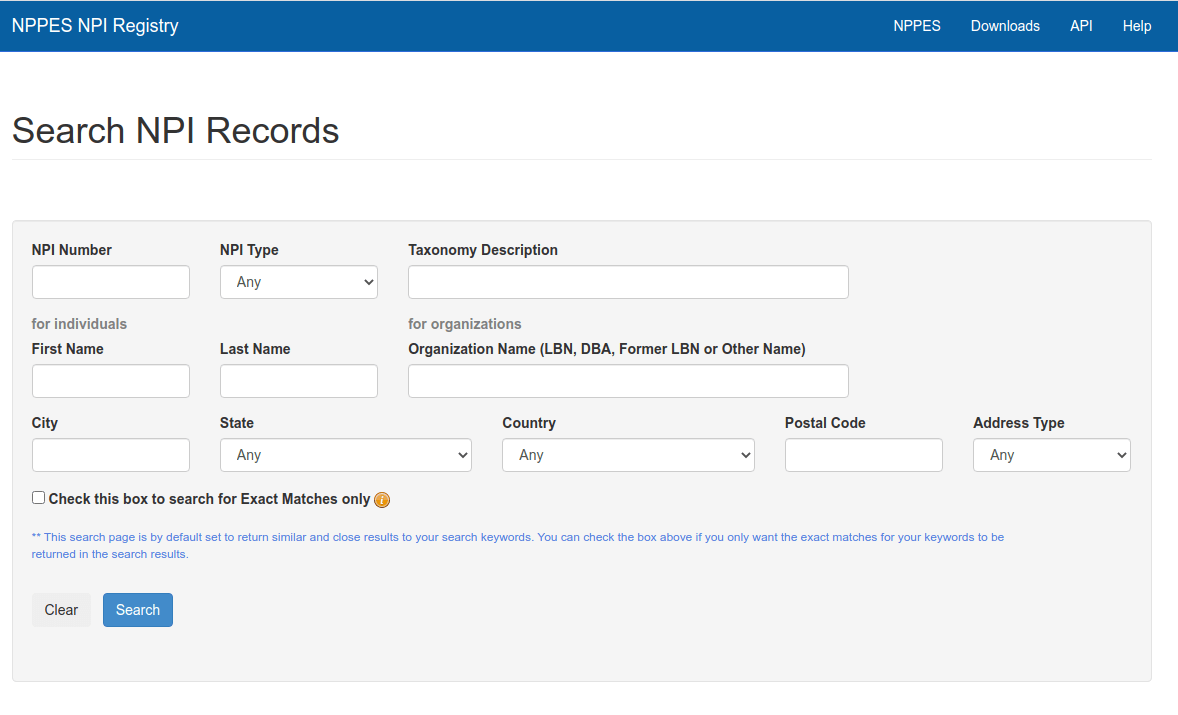 NPPES NPI Registry NPPES Downloads API Help
Search NPI Records
NPI Number NPI Type Taxonomy Description
Any
for individuals for organizations
First Name Last Name Organization Name (LBN, DBA, Former LBN or Other Name)
City State Country Postal Code Address Type
Any Any Any
Check this box to search for Exact Matches only i
** This search page is by default set to return similar and close results to your search keywords. You can check the box above if you only want the exact matches for your keywords to be
returned in the search results.
Clear Search